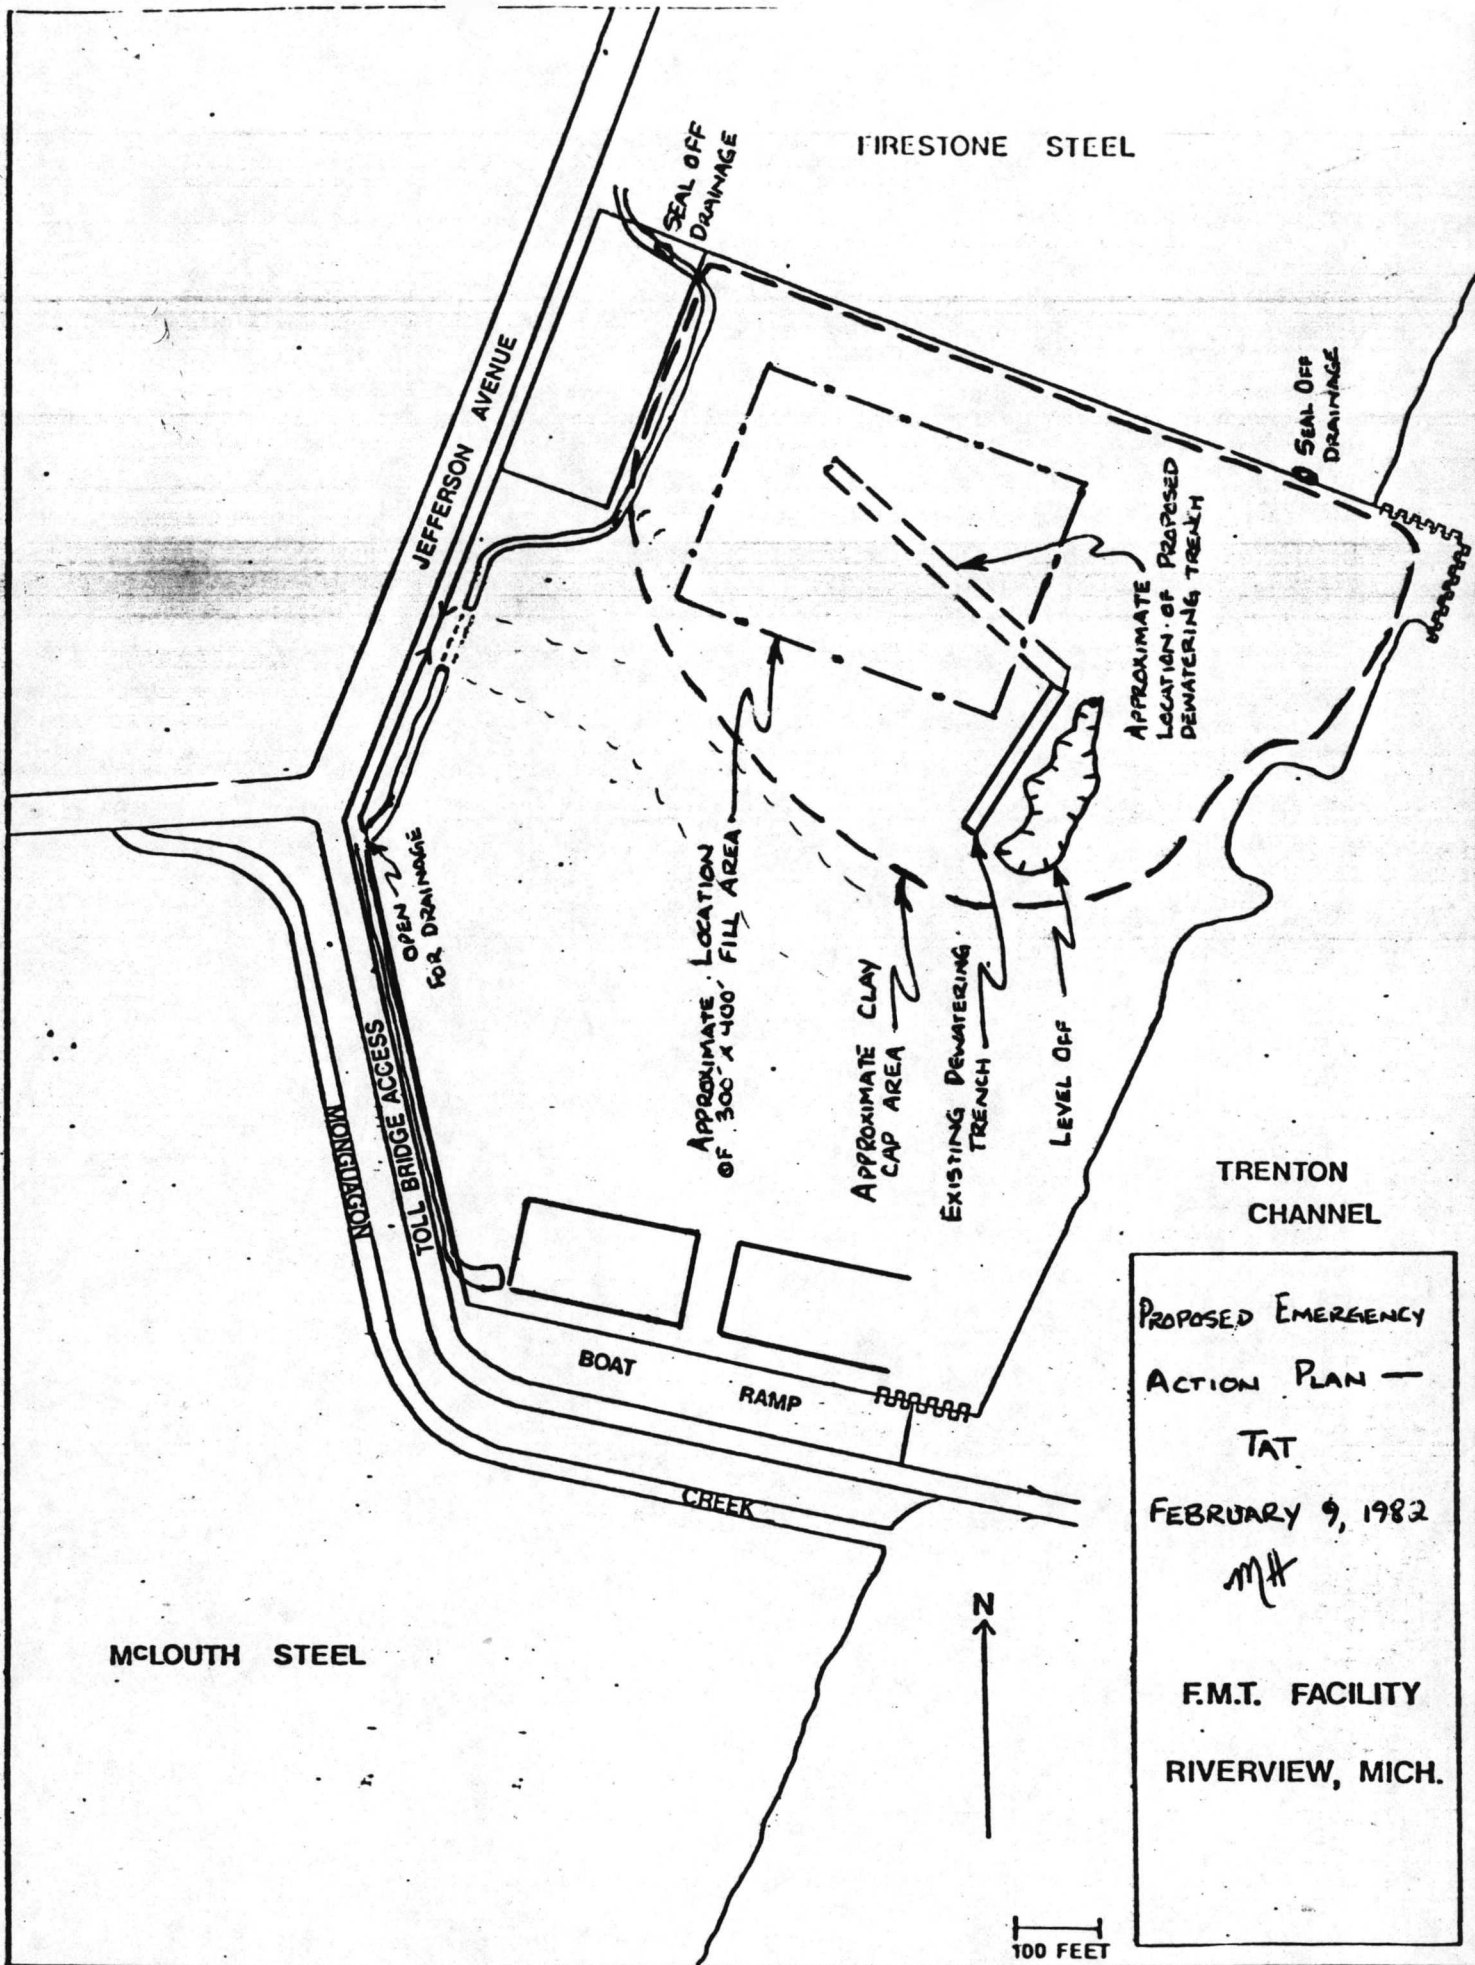 FIRESTONE STEEL
SEAL OFF
DRAINAGE
JEFFERSON AVENUE
SEAL OFF
DRAINAGE
APPROXIMATE
LOCATION OF PROPOSED
DEWATERING TRENCH
OPEN
FOR DRAINAGE
APPROXIMATE LOCATION
OF 300' X 400' FILL AREA
APPROXIMATE CLAY
CAP AREA
EXISTING DEWATERING
TRENCH
LEVEL OFF
TOLL BRIDGE ACCESS
MONGUAGON
CREEK
BOAT RAMP
TRENTON
CHANNEL
MCLOUTH STEEL
N
100 FEET
PROPOSED EMERGENCY
ACTION PLAN —
TAT
FEBRUARY 9, 1982
MH
F.M.T. FACILITY
RIVERVIEW, MICH.